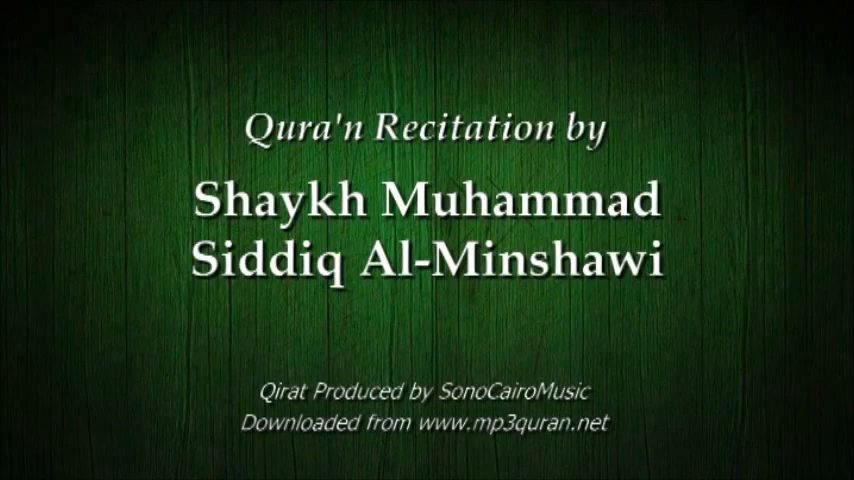 Qura'n Recitation by
Shaykh Muhammad
Siddiq Al-Minshawi
Qirat Produced by SonoCairoMusic
Downloaded from www.mp3quran.net